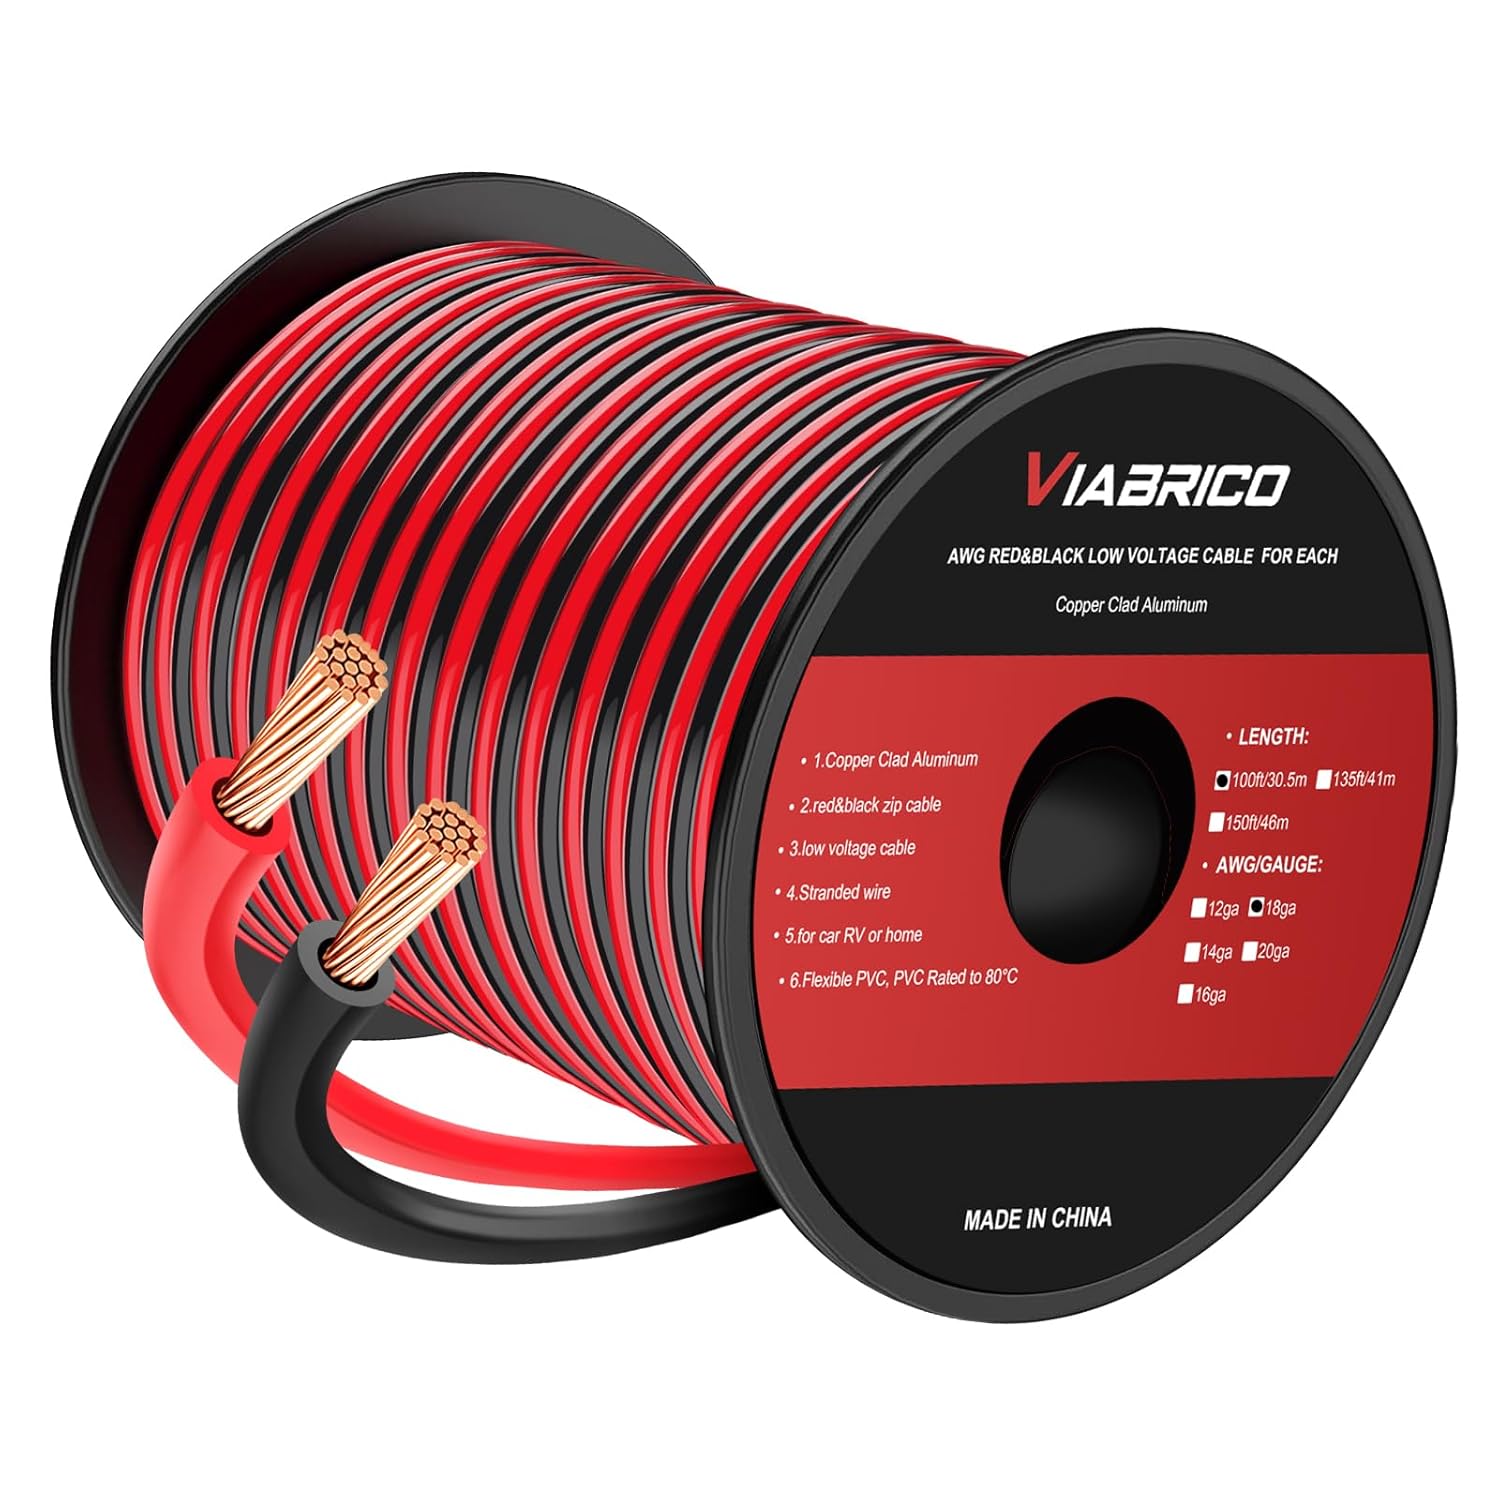 VIABRICO
AWG RED&BLACK LOW VOLTAGE CABLE FOR EACH
Copper Clad Aluminum
• 1.Copper Clad Aluminum
• 2.red&black zip cable
• 3.low voltage cable
• 4.Stranded wire
• 5.for car RV or home
• 6.Flexible PVC, PVC Rated to 80°C
• LENGTH:
100ft/30.5m 135ft/41m
150ft/46m
• AWG/GAUGE:
12ga 18ga
14ga 20ga
16ga
MADE IN CHINA